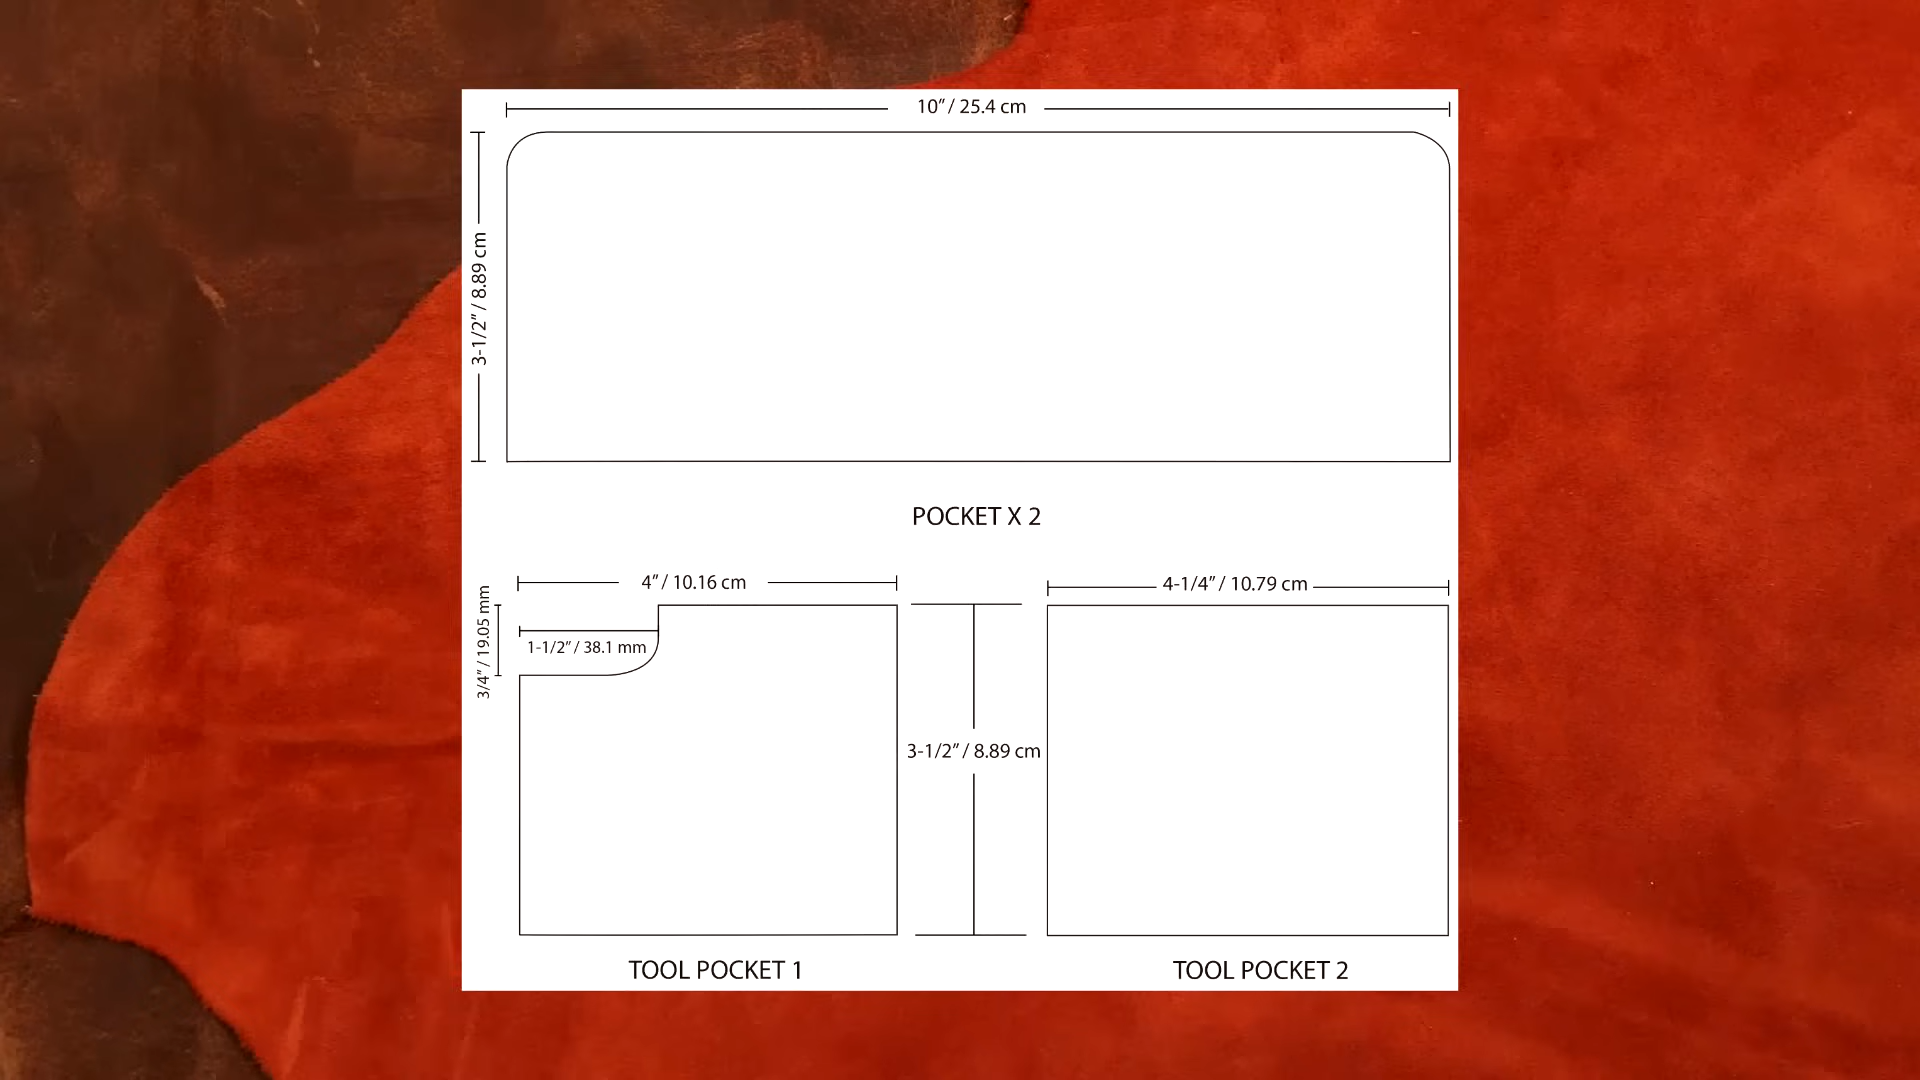 10” / 25.4 cm
3-1/2” / 8.89 cm
POCKET X 2
4” / 10.16 cm
4-1/4” / 10.79 cm
3/4” / 19.05 mm
1-1/2” / 38.1 mm
3-1/2” / 8.89 cm
TOOL POCKET 1
TOOL POCKET 2